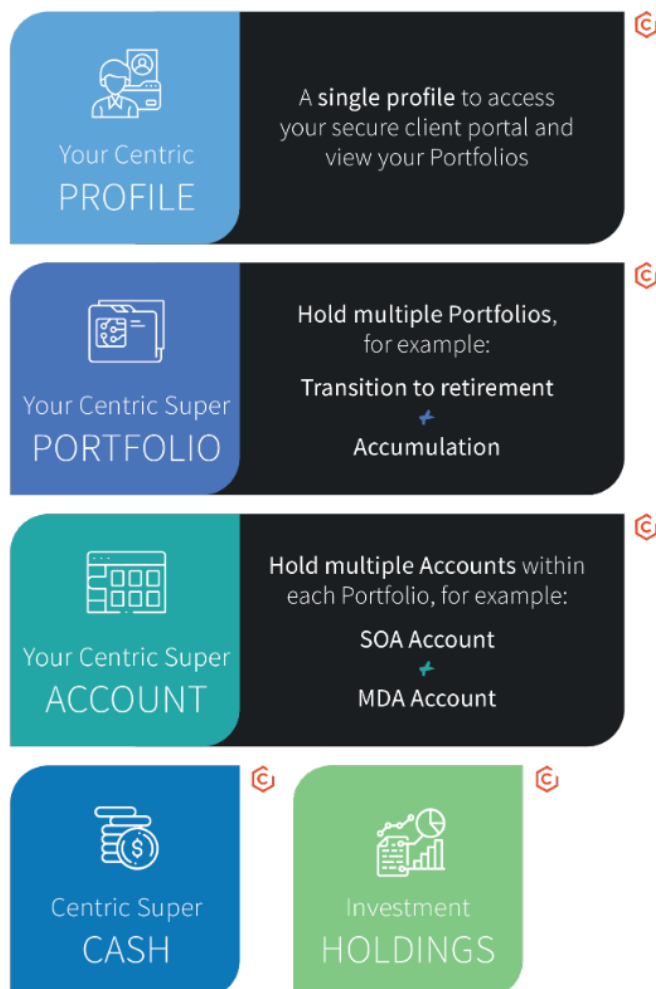 Your Centric
PROFILE
A single profile to access
your secure client portal and
view your Portfolios
Your Centric Super
PORTFOLIO
Hold multiple Portfolios,
for example:
Transition to retirement
+
Accumulation
Your Centric Super
ACCOUNT
Hold multiple Accounts within
each Portfolio, for example:
SOA Account
+
MDA Account
Centric Super
CASH
$
Investment
HOLDINGS
C
C
C
C
C